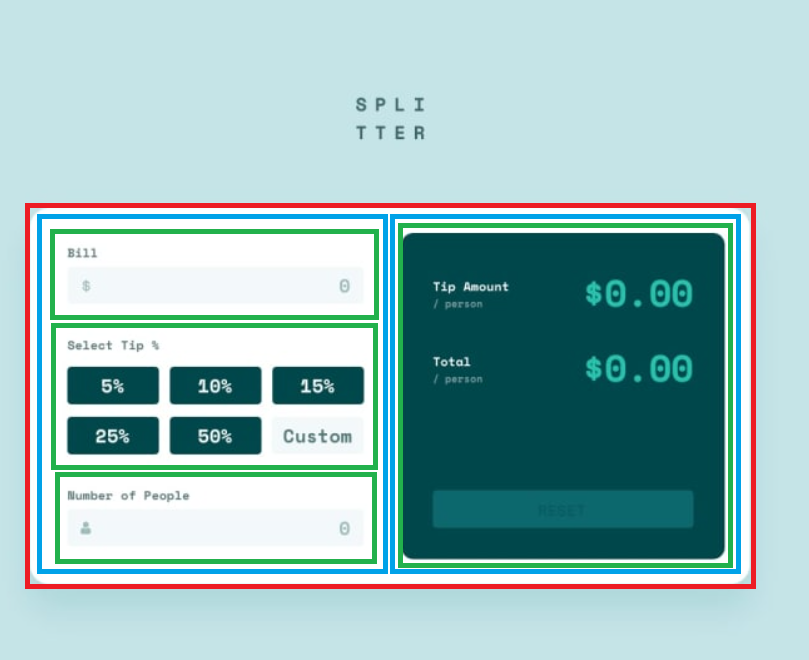 SPLI
TTER
Bill
$ 0
Select Tip %
5% 10% 15%
25% 50% Custom
Number of People
0
Tip Amount $0.00
/ person
Total $0.00
/ person
RESET